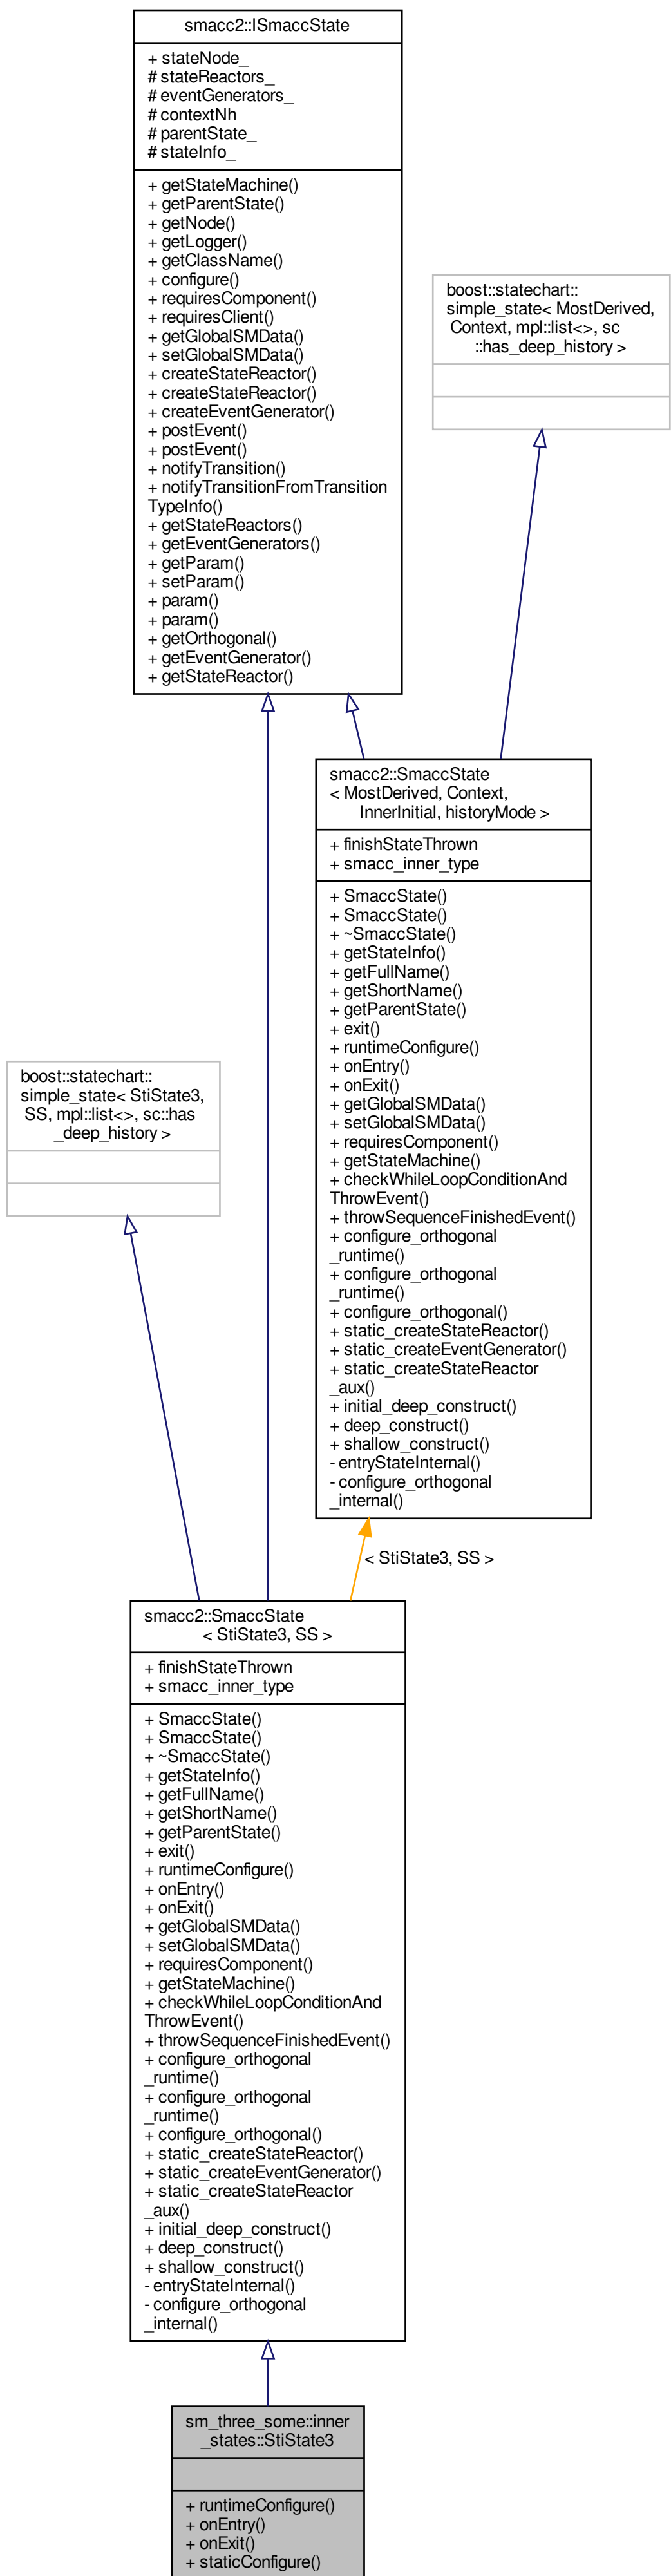 smacc2::ISmaccState
+ stateNode_
# stateReactors_
# eventGenerators_
# contextNh
# parentState_
# stateInfo_
+ getStateMachine()
+ getParentState()
+ getNode()
+ getLogger()
+ getClassName()
+ configure()
+ requiresComponent()
+ requiresClient()
+ getGlobalSMData()
+ setGlobalSMData()
+ createStateReactor()
+ createStateReactor()
+ createEventGenerator()
+ postEvent()
+ postEvent()
+ notifyTransition()
+ notifyTransitionFromTransition
TypeInfo()
+ getStateReactors()
+ getEventGenerators()
+ getParam()
+ setParam()
+ param()
+ param()
+ getOrthogonal()
+ getEventGenerator()
+ getStateReactor()
boost::statechart::
simple_state< MostDerived,
Context, mpl::list<>, sc
::has_deep_history >
smacc2::SmaccState
< MostDerived, Context,
InnerInitial, historyMode >
+ finishStateThrown
+ smacc_inner_type
+ SmaccState()
+ SmaccState()
+ ~SmaccState()
+ getStateInfo()
+ getFullName()
+ getShortName()
+ getParentState()
+ exit()
+ runtimeConfigure()
+ onEntry()
+ onExit()
+ getGlobalSMData()
+ setGlobalSMData()
+ requiresComponent()
+ getStateMachine()
+ checkWhileLoopConditionAnd
ThrowEvent()
+ throwSequenceFinishedEvent()
+ configure_orthogonal
_runtime()
+ configure_orthogonal
_runtime()
+ configure_orthogonal()
+ static_createStateReactor()
+ static_createEventGenerator()
+ static_createStateReactor
_aux()
+ initial_deep_construct()
+ deep_construct()
+ shallow_construct()
- entryStateInternal()
- configure_orthogonal
_internal()
boost::statechart::
simple_state< StiState3,
SS, mpl::list<>, sc::has
_deep_history >
< StiState3, SS >
smacc2::SmaccState
< StiState3, SS >
+ finishStateThrown
+ smacc_inner_type
+ SmaccState()
+ SmaccState()
+ ~SmaccState()
+ getStateInfo()
+ getFullName()
+ getShortName()
+ getParentState()
+ exit()
+ runtimeConfigure()
+ onEntry()
+ onExit()
+ getGlobalSMData()
+ setGlobalSMData()
+ requiresComponent()
+ getStateMachine()
+ checkWhileLoopConditionAnd
ThrowEvent()
+ throwSequenceFinishedEvent()
+ configure_orthogonal
_runtime()
+ configure_orthogonal
_runtime()
+ configure_orthogonal()
+ static_createStateReactor()
+ static_createEventGenerator()
+ static_createStateReactor
_aux()
+ initial_deep_construct()
+ deep_construct()
+ shallow_construct()
- entryStateInternal()
- configure_orthogonal
_internal()
sm_three_some::inner
_states::StiState3
+ runtimeConfigure()
+ onEntry()
+ onExit()
+ staticConfigure()